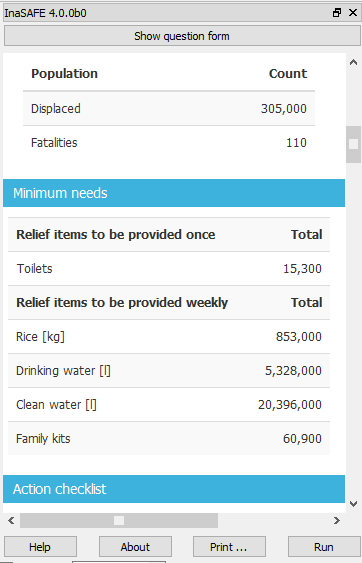 InaSAFE 4.0.0b0
Show question form
Population Count
Displaced 305,000
Fatalities 110
Minimum needs
Relief items to be provided once Total
Toilets 15,300
Relief items to be provided weekly Total
Rice [kg] 853,000
Drinking water [l] 5,328,000
Clean water [l] 20,396,000
Family kits 60,900
Action checklist
Help About Print ... Run